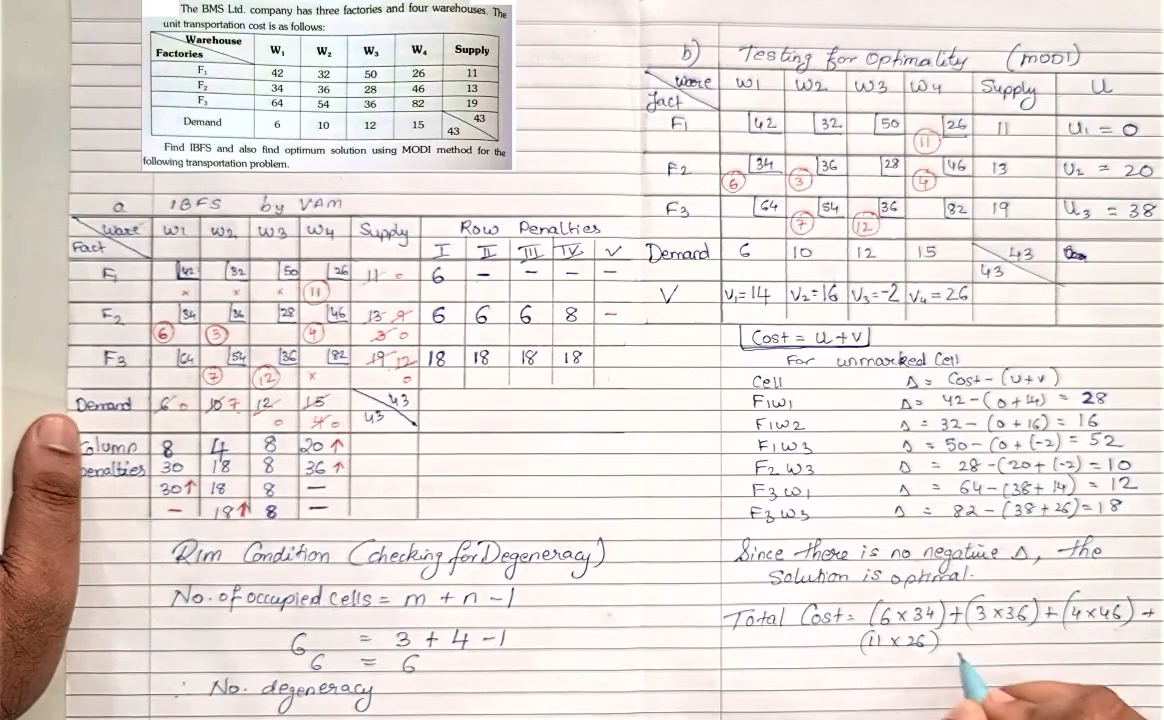 The BMS Ltd. company has three factories and four warehouses. The
unit transportation cost is as follows:
Warehouse
Factories W₁ W₂ W₃ W₄ Supply
F₁ 42 32 50 26 11
F₂ 34 36 28 46 13
F₃ 64 54 36 82 19
Demand 6 10 12 15 43 43
Find IBFS and also find optimum solution using MODI method for the
following transportation problem.
a IBFS by VAM
Ware W1 W2 W3 W4 Supply Row Penalties
Fact I II III IV V
F1 42 32 50 26 11 0 6 - - - -
x x x 11
F2 34 36 28 46 13 9 6 6 6 8 -
6 3 4 3 0
F3 64 54 36 82 19 12 18 18 18 18
7 12 x 0
Demand 6 0 10 7 12 15 43
0 4 0 43
Column 8 4 8 20 ↑
penalties 30 18 8 36 ↑
30↑ 18 8 —
- 18↑ 8 —
Rim Condition (checking for Degeneracy)
No. of occupied cells = m + n - 1
6 = 3 + 4 - 1
6 = 6
∴ No. degeneracy
b) Testing for Optimality (MODI)
Ware W1 W2 W3 W4 Supply U
fact
F1 42 32 50 26 11 U₁ = 0
11
F2 34 36 28 46 13 U₂ = 20
6 3 4
F3 64 54 36 82 19 U₃ = 38
7 12
Demand 6 10 12 15 43
43
V V₁=14 V₂=16 V₃=-2 V₄=26
Cost = U+V
For unmarked Cell
Cell Δ = Cost-(U+V)
F1W1 Δ= 42-(0+14) = 28
F1W2 Δ = 32-(0+16) = 16
F1W3 Δ = 50-(0+(-2) = 52
F2W3 Δ = 28-(20+(-2)=10
F3W1 Δ = 64-(38+14) = 12
F3W3 Δ = 82-(38+26)=18
Since there is no negative Δ, the
solution is optimal.
Total Cost= (6×34)+(3×36)+(4×46)+
(11×26)